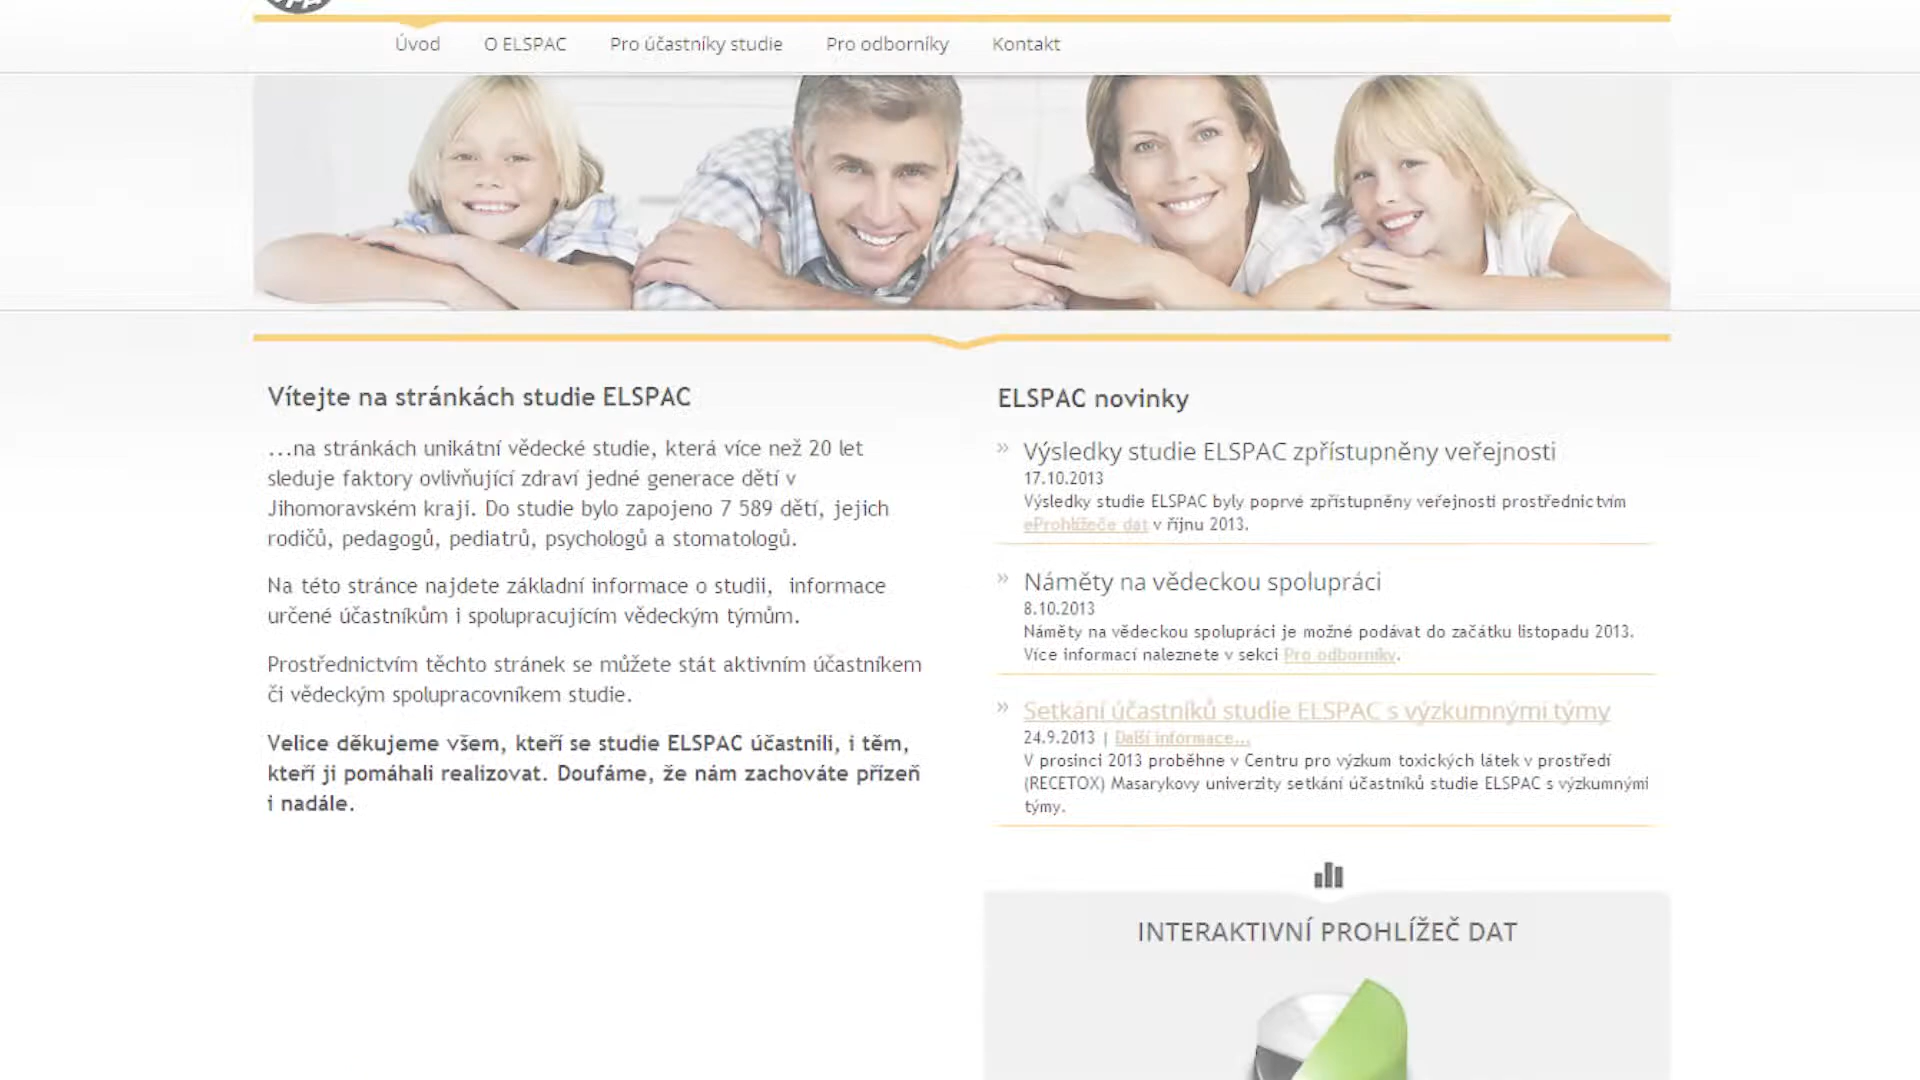 Úvod
O ELSPAC
Pro účastníky studie
Pro odborníky
Kontakt
Vítejte na stránkách studie ELSPAC
...na stránkách unikátní vědecké studie, která více než 20 let
sleduje faktory ovlivňující zdraví jedné generace dětí v
Jihomoravském kraji. Do studie bylo zapojeno 7 589 dětí, jejich
rodičů, pedagogů, pediatrů, psychologů a stomatologů.
Na této stránce najdete základní informace o studii, informace
určené účastníkům i spolupracujícím vědeckým týmům.
Prostřednictvím těchto stránek se můžete stát aktivním účastníkem
či vědeckým spolupracovníkem studie.
Velice děkujeme všem, kteří se studie ELSPAC účastnili, i těm,
kteří ji pomáhali realizovat. Doufáme, že nám zachováte přízeň
i nadále.
ELSPAC novinky
» Výsledky studie ELSPAC zpřístupněny veřejnosti
17.10.2013
Výsledky studie ELSPAC byly poprvé zpřístupněny veřejnosti prostřednictvím
eProhlížeče dat v říjnu 2013.
» Náměty na vědeckou spolupráci
8.10.2013
Náměty na vědeckou spolupráci je možné podávat do začátku listopadu 2013.
Více informací naleznete v sekci Pro odborníky.
» Setkání účastníků studie ELSPAC s výzkumnými týmy
24.9.2013 | Další informace...
V prosinci 2013 proběhne v Centru pro výzkum toxických látek v prostředí
(RECETOX) Masarykovy univerzity setkání účastníků studie ELSPAC s výzkumnými
týmy.
INTERAKTIVNÍ PROHLÍŽEČ DAT